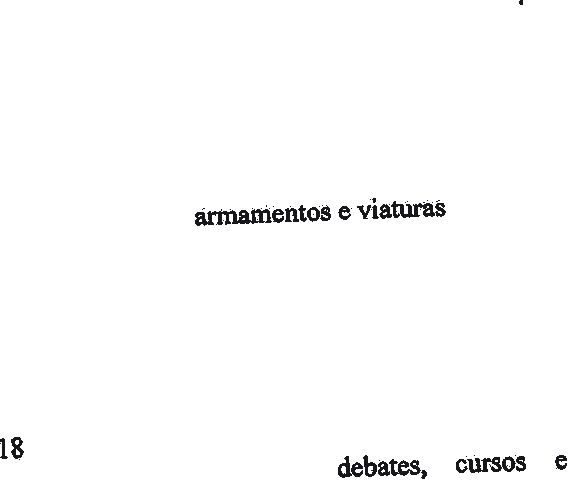 armamentos e viaturas
18
debates, cursos e